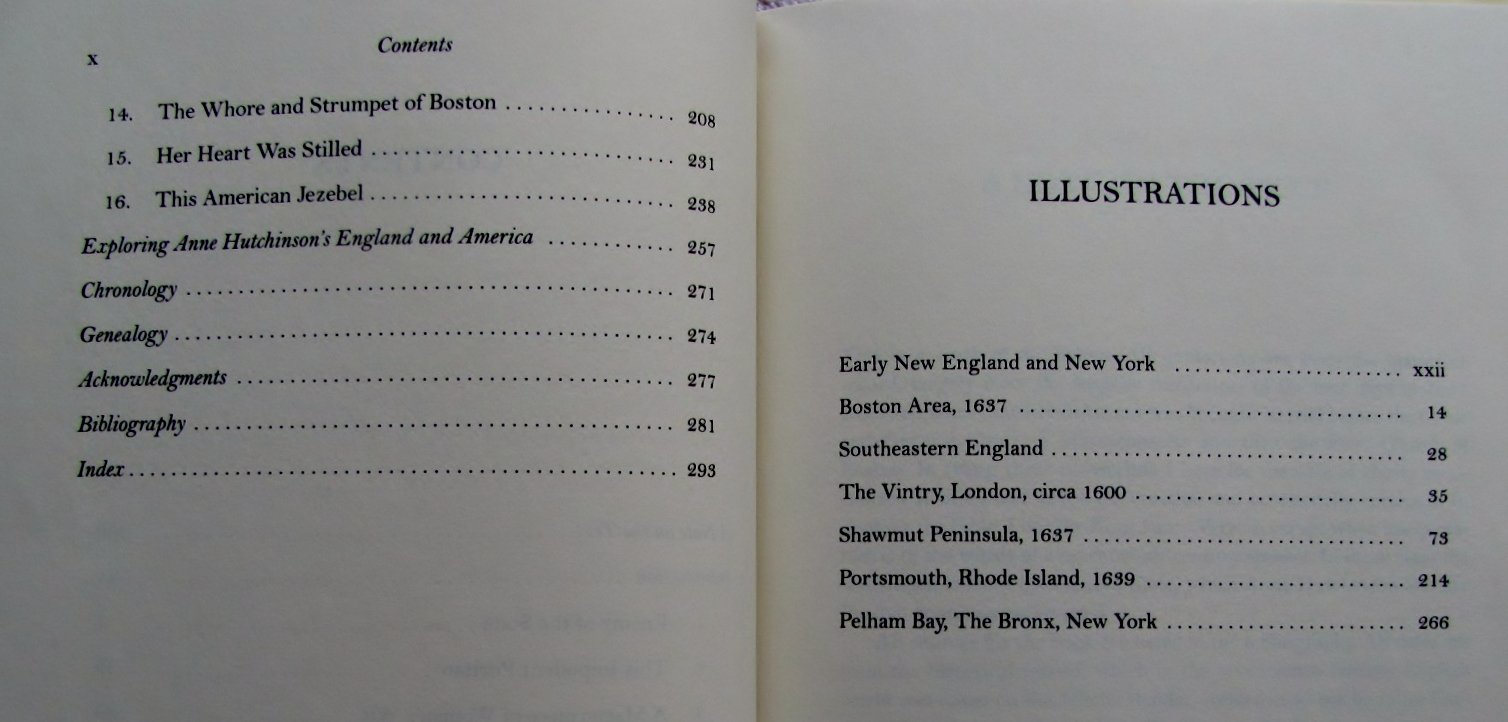 x
Contents
14. The Whore and Strumpet of Boston ................ 208
15. Her Heart Was Stilled ............................ 231
16. This American Jezebel ............................ 238
Exploring Anne Hutchinson's England and America ............ 257
Chronology .............................................. 271
Genealogy .............................................. 274
Acknowledgments ........................................ 277
Bibliography ............................................ 281
Index .................................................. 293
ILLUSTRATIONS
Early New England and New York ...................... xxii
Boston Area, 1637 ...................................... 14
Southeastern England .................................. 28
The Vintry, London, circa 1600 .......................... 35
Shawmut Peninsula, 1637 ................................ 73
Portsmouth, Rhode Island, 1639 .......................... 214
Pelham Bay, The Bronx, New York ........................ 266